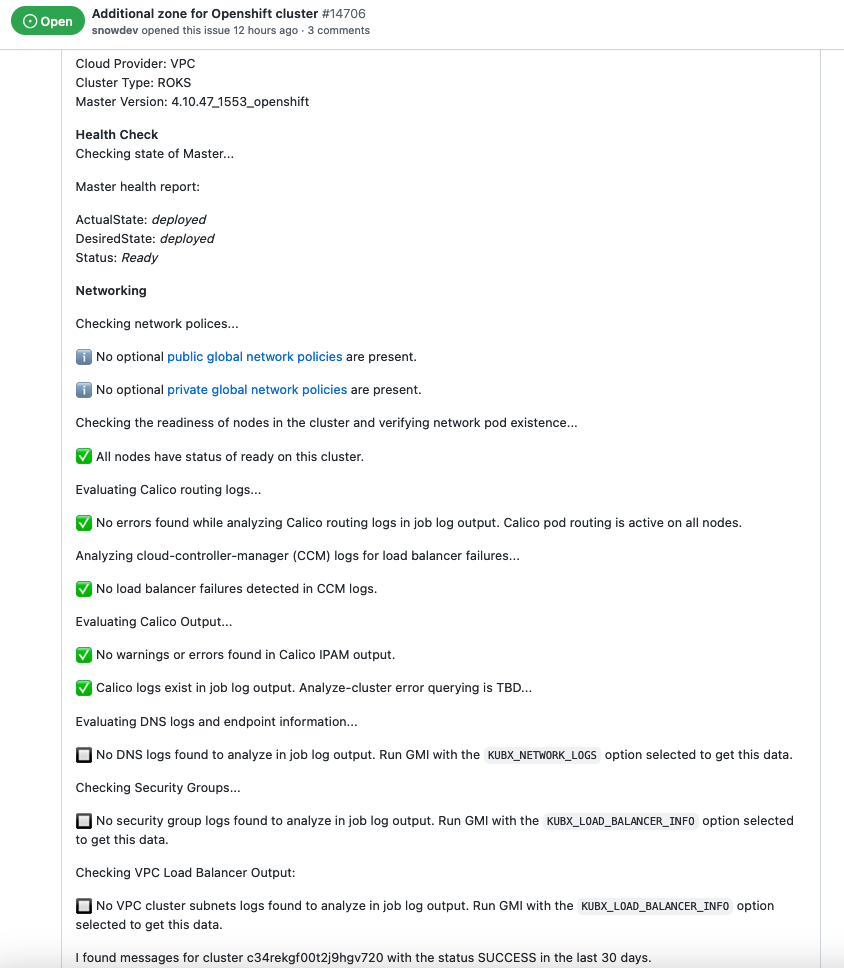 Open
Additional zone for Openshift cluster #14706
snowdev opened this issue 12 hours ago · 3 comments
Cloud Provider: VPC
Cluster Type: ROKS
Master Version: 4.10.47_1553_openshift
Health Check
Checking state of Master...
Master health report:
ActualState: deployed
DesiredState: deployed
Status: Ready
Networking
Checking network polices...
No optional public global network policies are present.
No optional private global network policies are present.
Checking the readiness of nodes in the cluster and verifying network pod existence...
All nodes have status of ready on this cluster.
Evaluating Calico routing logs...
No errors found while analyzing Calico routing logs in job log output. Calico pod routing is active on all nodes.
Analyzing cloud-controller-manager (CCM) logs for load balancer failures...
No load balancer failures detected in CCM logs.
Evaluating Calico Output...
No warnings or errors found in Calico IPAM output.
Calico logs exist in job log output. Analyze-cluster error querying is TBD...
Evaluating DNS logs and endpoint information...
No DNS logs found to analyze in job log output. Run GMI with the KUBX_NETWORK_LOGS option selected to get this data.
Checking Security Groups...
No security group logs found to analyze in job log output. Run GMI with the KUBX_LOAD_BALANCER_INFO option selected
to get this data.
Checking VPC Load Balancer Output:
No VPC cluster subnets logs found to analyze in job log output. Run GMI with the KUBX_LOAD_BALANCER_INFO option
selected to get this data.
I found messages for cluster c34rekgf00t2j9hgv720 with the status SUCCESS in the last 30 days.